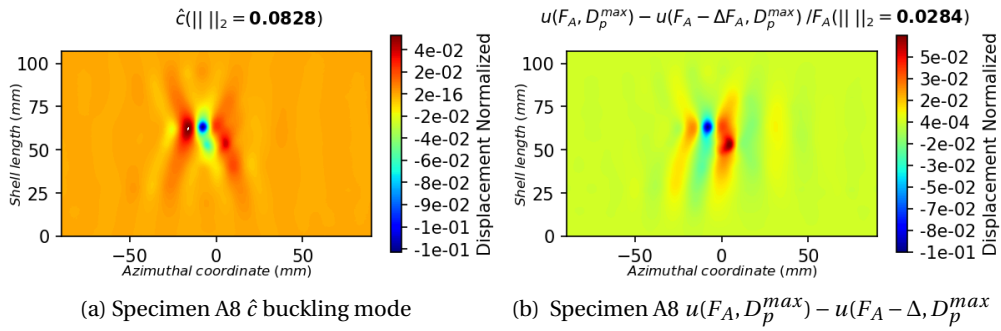 ĉ(|| ||₂ = 0.0828)
100
75
50
25
0
Shell length (mm)
−50
0
50
Azimuthal coordinate (mm)
4e-02
2e-02
2e-16
-2e-02
-4e-02
-6e-02
-8e-02
-9e-02
-1e-01
-1e-01
Displacement Normalized
(a) Specimen A8 ĉ buckling mode
u(F_A, D_p^max) − u(F_A − ΔF_A, D_p^max) /F_A(|| ||₂ = 0.0284)
100
75
50
25
0
Shell length (mm)
−50
0
50
Azimuthal coordinate (mm)
5e-02
3e-02
2e-02
4e-04
-2e-02
-3e-02
-5e-02
-7e-02
-8e-02
-1e-01
Displacement Normalized
(b) Specimen A8 u(F_A, D_p^max) − u(F_A − Δ, D_p^max